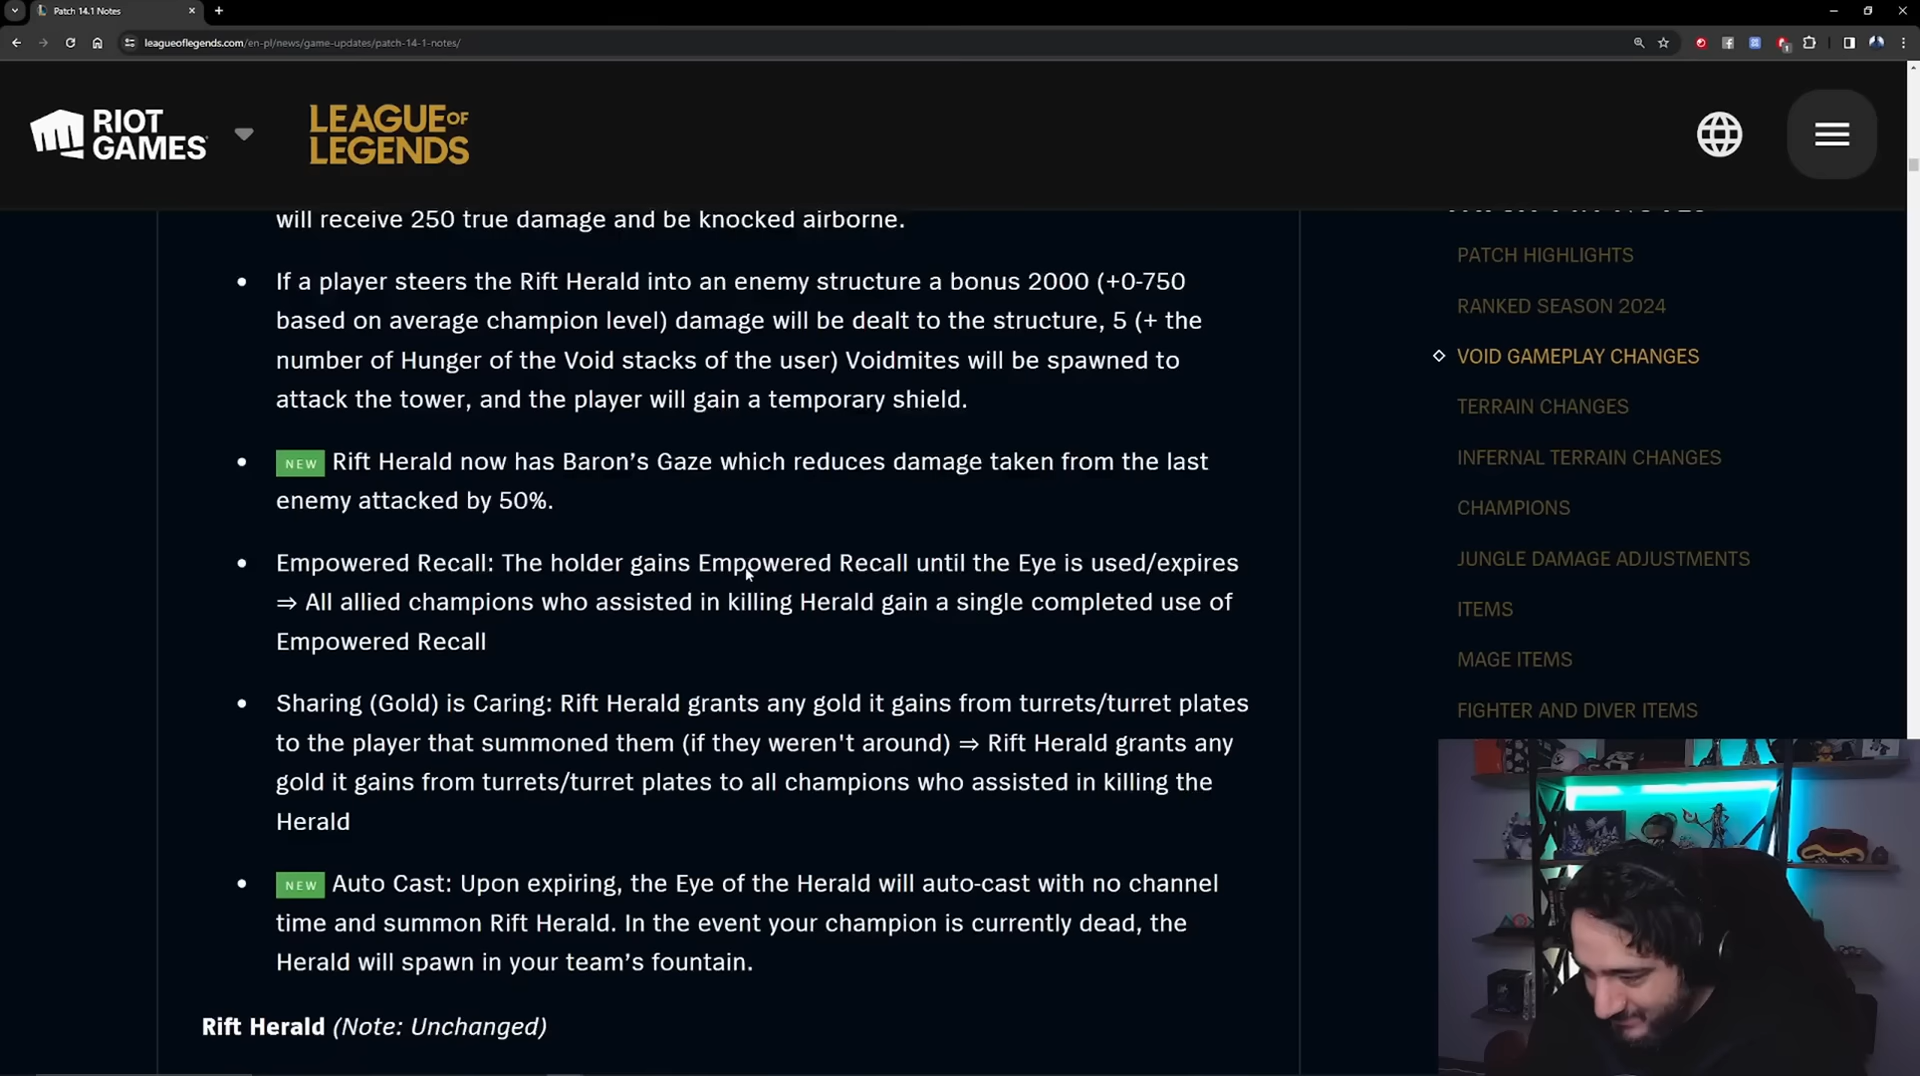 Patch 14.1 Notes
leagueoflegends.com/en-pl/news/game-updates/patch-14-1-notes/
RIOT
GAMES
LEAGUE OF
LEGENDS
will receive 250 true damage and be knocked airborne.
• If a player steers the Rift Herald into an enemy structure a bonus 2000 (+0-750
based on average champion level) damage will be dealt to the structure, 5 (+ the
number of Hunger of the Void stacks of the user) Voidmites will be spawned to
attack the tower, and the player will gain a temporary shield.
• NEW Rift Herald now has Baron’s Gaze which reduces damage taken from the last
enemy attacked by 50%.
• Empowered Recall: The holder gains Empowered Recall until the Eye is used/expires
⇒ All allied champions who assisted in killing Herald gain a single completed use of
Empowered Recall
• Sharing (Gold) is Caring: Rift Herald grants any gold it gains from turrets/turret plates
to the player that summoned them (if they weren't around) ⇒ Rift Herald grants any
gold it gains from turrets/turret plates to all champions who assisted in killing the
Herald
• NEW Auto Cast: Upon expiring, the Eye of the Herald will auto-cast with no channel
time and summon Rift Herald. In the event your champion is currently dead, the
Herald will spawn in your team’s fountain.
Rift Herald (Note: Unchanged)
PATCH HIGHLIGHTS
RANKED SEASON 2024
VOID GAMEPLAY CHANGES
TERRAIN CHANGES
INFERNAL TERRAIN CHANGES
CHAMPIONS
JUNGLE DAMAGE ADJUSTMENTS
ITEMS
MAGE ITEMS
FIGHTER AND DIVER ITEMS